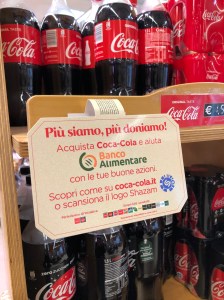 Coca-Cola
Coca-Cola
Coca-Cola
Più siamo, più doniamo!
Acquista Coca-Cola e aiuta
Banco
Alimentare
con le tue buone azioni.
Scopri come su coca-cola.it
o scansiona il logo Shazam
Coca-Cola
€